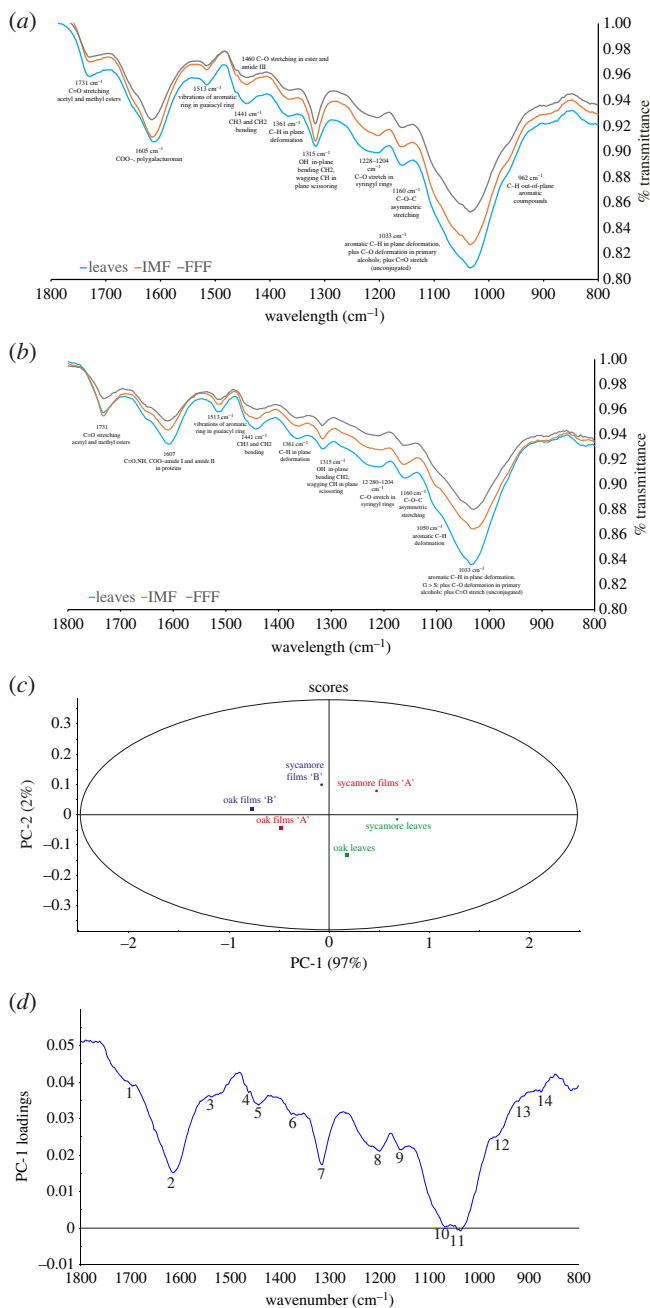 (a)
1.00
0.98
0.96
0.94
0.92
0.90
0.88
0.86
0.84
0.82
0.80
% transmittance
1731 cm⁻¹
C=O stretching
acetyl and methyl esters
1605 cm⁻¹
COO–, polygalacturonan
1513 cm⁻¹
vibrations of aromatic
ring in guaiacyl ring
1460 C–O stretching in ester and
amide III
1441 cm⁻¹
CH3 and CH2
bending
1361 cm⁻¹
C–H in plane
deformation
1315 cm⁻¹
OH in-plane
bending CH2,
wagging CH in
plane scissoring
1228–1204
cm⁻¹
C–O stretch in
syringyl rings
1160 cm⁻¹
C–O–C
asymmetric
stretching
1033 cm⁻¹
aromatic C–H in plane deformation,
plus C–O deformation in primary
alcohols; plus C=O stretch
(unconjugated)
962 cm⁻¹
C–H out-of-plane
aromatic
coumpounds
leaves IMF FFF
1800 1700 1600 1500 1400 1300 1200 1100 1000 900 800
wavelength (cm⁻¹)
(b)
1.00
0.98
0.96
0.94
0.92
0.90
0.88
0.86
0.84
0.82
0.80
% transmittance
1731
C=O stretching
acetyl and methyl esters
1607
C=O,NH, COO–amide I and amide II
in proteins
1513 cm⁻¹
vibrations of aromatic
ring in guaiacyl ring
1441 cm⁻¹
CH3 and CH2
bending
1361 cm⁻¹
C–H in plane
deformation
1315 cm⁻¹
OH in-plane
bending CH2,
wagging CH in plane
scissoring
12 280–1204
cm⁻¹
C–O stretch in
syringyl rings
1160 cm⁻¹
C–O–C
asymmetric
stretching
1050 cm⁻¹
aromatic C–H
deformation
1033 cm⁻¹
aromatic C–H in plane deformation,
G > S; plus C–O deformation in primary
alcohols; plus C=O stretch (unconjugated)
leaves IMF FFF
1800 1700 1600 1500 1400 1300 1200 1100 1000 900 800
wavelength (cm⁻¹)
(c)
scores
0.3
0.2
0.1
0
–0.1
–0.2
–0.3
PC-2 (2%)
sycamore
films ‘B’
sycamore films ‘A’
oak films ‘B’
oak films ‘A’
sycamore leaves
oak leaves
–2 –1 0 1 2
PC-1 (97%)
(d)
0.05
0.04
0.03
0.02
0.01
0
–0.01
PC-1 loadings
1 2 3 4 5 6 7 8 9 10 11 12 13 14
1800 1700 1600 1500 1400 1300 1200 1100 1000 900 800
wavenumber (cm⁻¹)